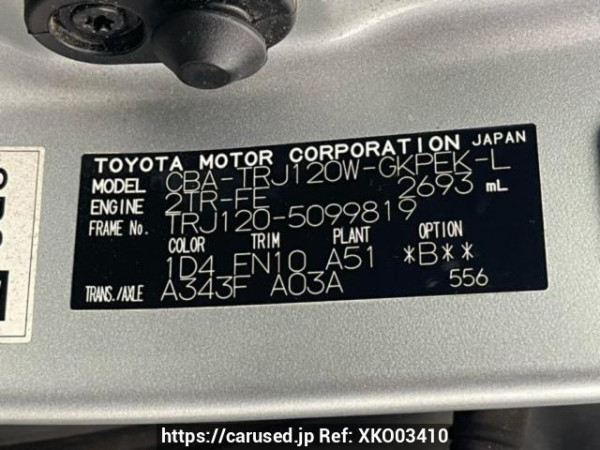 TOYOTA MOTOR CORPORATION JAPAN
MODEL CBA-TRJ120W-GKPEK-L
ENGINE 2TR-FE 2693 mL
FRAME No. TRJ120-5099819
COLOR TRIM PLANT OPTION
1D4 FN10 A51 *B**
TRANS./AXLE A343F A03A 556
https://carused.jp Ref: XKO03410